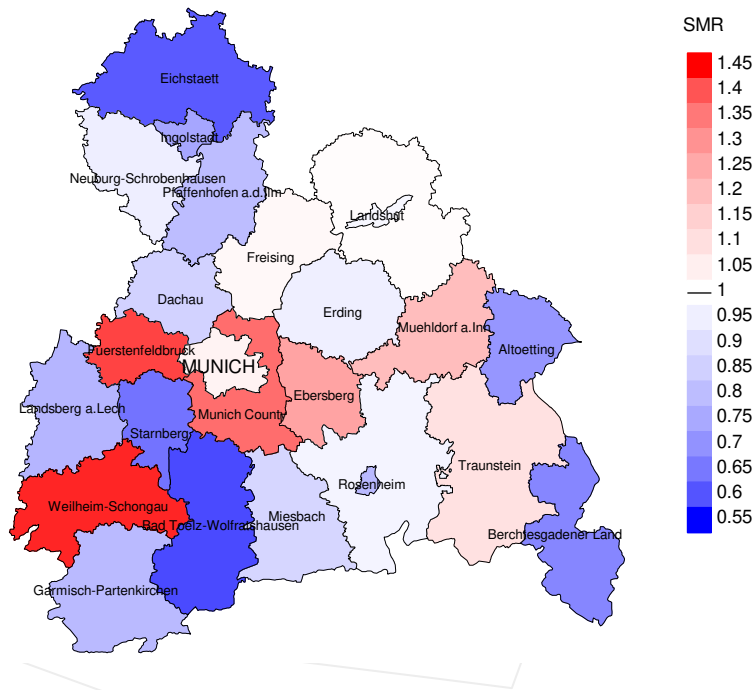 SMR
Eichstaett
1.45
1.4
1.35
Ingolstadt
1.3
Neuburg-Schrobenhausen
1.25
Pfaffenhofen a.d.Ilm
1.2
Landshut
1.15
1.1
Freising
1.05
1
Dachau
Erding
0.95
Muehldorf a.Inn
0.9
Fuerstenfeldbruck
Altoetting
0.85
MUNICH
0.8
Ebersberg
0.75
Landsberg a.Lech
Munich County
0.7
Starnberg
0.65
Traunstein
0.6
Rosenheim
0.55
Weilheim-Schongau
Miesbach
Bad Toelz-Wolfratshausen
Berchtesgadener Land
Garmisch-Partenkirchen